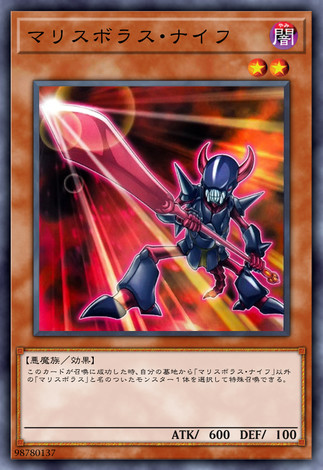 マリスボラス・ナイフ
やみ
闇
【悪魔族／効果】
このカードが召喚に成功した時、自分の墓地から「マリスボラス・ナイフ」以外
の「マリスボラス」と名のついたモンスター１体を選択して特殊召喚できる。
ATK/ 600 DEF/ 100
98780137